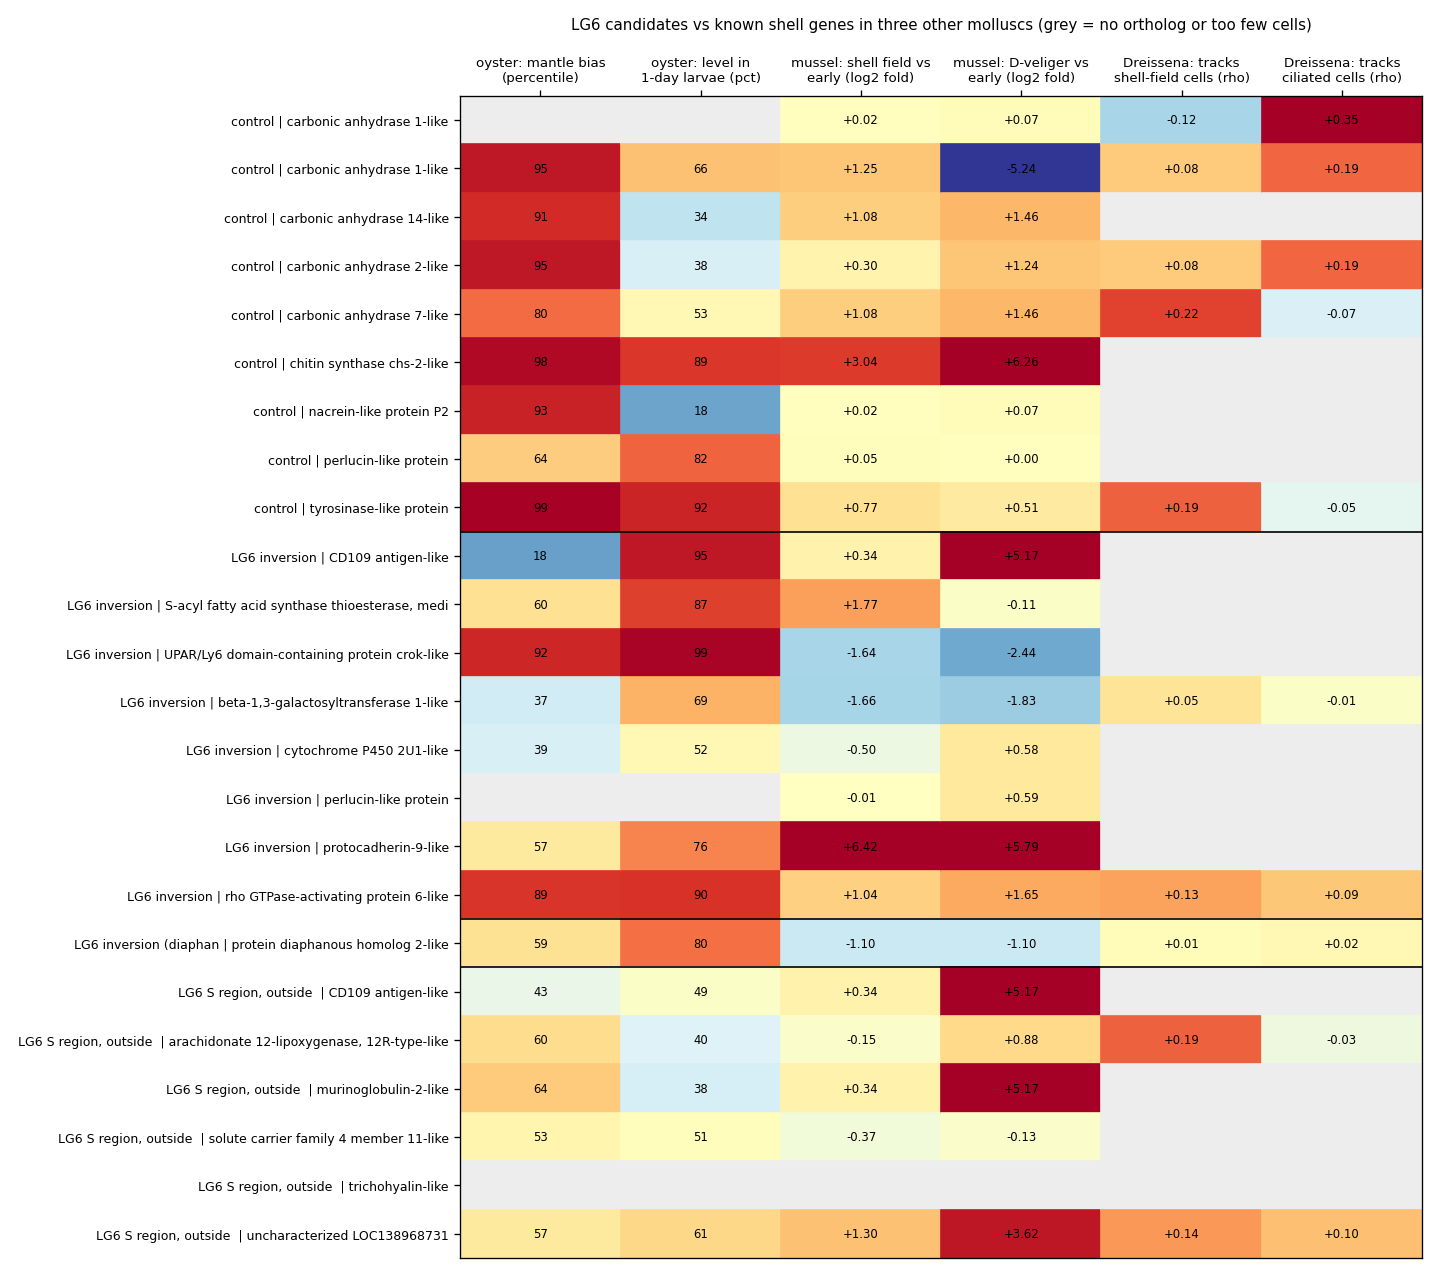 LG6 candidates vs known shell genes in three other molluscs (grey = no ortholog or too few cells)
oyster: mantle bias (percentile)
oyster: level in 1-day larvae (pct)
mussel: shell field vs early (log2 fold)
mussel: D-veliger vs early (log2 fold)
Dreissena: tracks shell-field cells (rho)
Dreissena: tracks ciliated cells (rho)
control | carbonic anhydrase 1-like +0.02 +0.07 -0.12 +0.35
control | carbonic anhydrase 1-like 95 66 +1.25 -5.24 +0.08 +0.19
control | carbonic anhydrase 14-like 91 34 +1.08 +1.46
control | carbonic anhydrase 2-like 95 38 +0.30 +1.24 +0.08 +0.19
control | carbonic anhydrase 7-like 80 53 +1.08 +1.46 +0.22 -0.07
control | chitin synthase chs-2-like 98 89 +3.04 +6.26
control | nacrein-like protein P2 93 18 +0.02 +0.07
control | perlucin-like protein 64 82 +0.05 +0.00
control | tyrosinase-like protein 99 92 +0.77 +0.51 +0.19 -0.05
LG6 inversion | CD109 antigen-like 18 95 +0.34 +5.17
LG6 inversion | S-acyl fatty acid synthase thioesterase, medi 60 87 +1.77 -0.11
LG6 inversion | UPAR/Ly6 domain-containing protein crok-like 92 99 -1.64 -2.44
LG6 inversion | beta-1,3-galactosyltransferase 1-like 37 69 -1.66 -1.83 +0.05 -0.01
LG6 inversion | cytochrome P450 2U1-like 39 52 -0.50 +0.58
LG6 inversion | perlucin-like protein -0.01 +0.59
LG6 inversion | protocadherin-9-like 57 76 +6.42 +5.79
LG6 inversion | rho GTPase-activating protein 6-like 89 90 +1.04 +1.65 +0.13 +0.09
LG6 inversion (diaphan | protein diaphanous homolog 2-like 59 80 -1.10 -1.10 +0.01 +0.02
LG6 S region, outside | CD109 antigen-like 43 49 +0.34 +5.17
LG6 S region, outside | arachidonate 12-lipoxygenase, 12R-type-like 60 40 -0.15 +0.88 +0.19 -0.03
LG6 S region, outside | murinoglobulin-2-like 64 38 +0.34 +5.17
LG6 S region, outside | solute carrier family 4 member 11-like 53 51 -0.37 -0.13
LG6 S region, outside | trichohyalin-like
LG6 S region, outside | uncharacterized LOC138968731 57 61 +1.30 +3.62 +0.14 +0.10